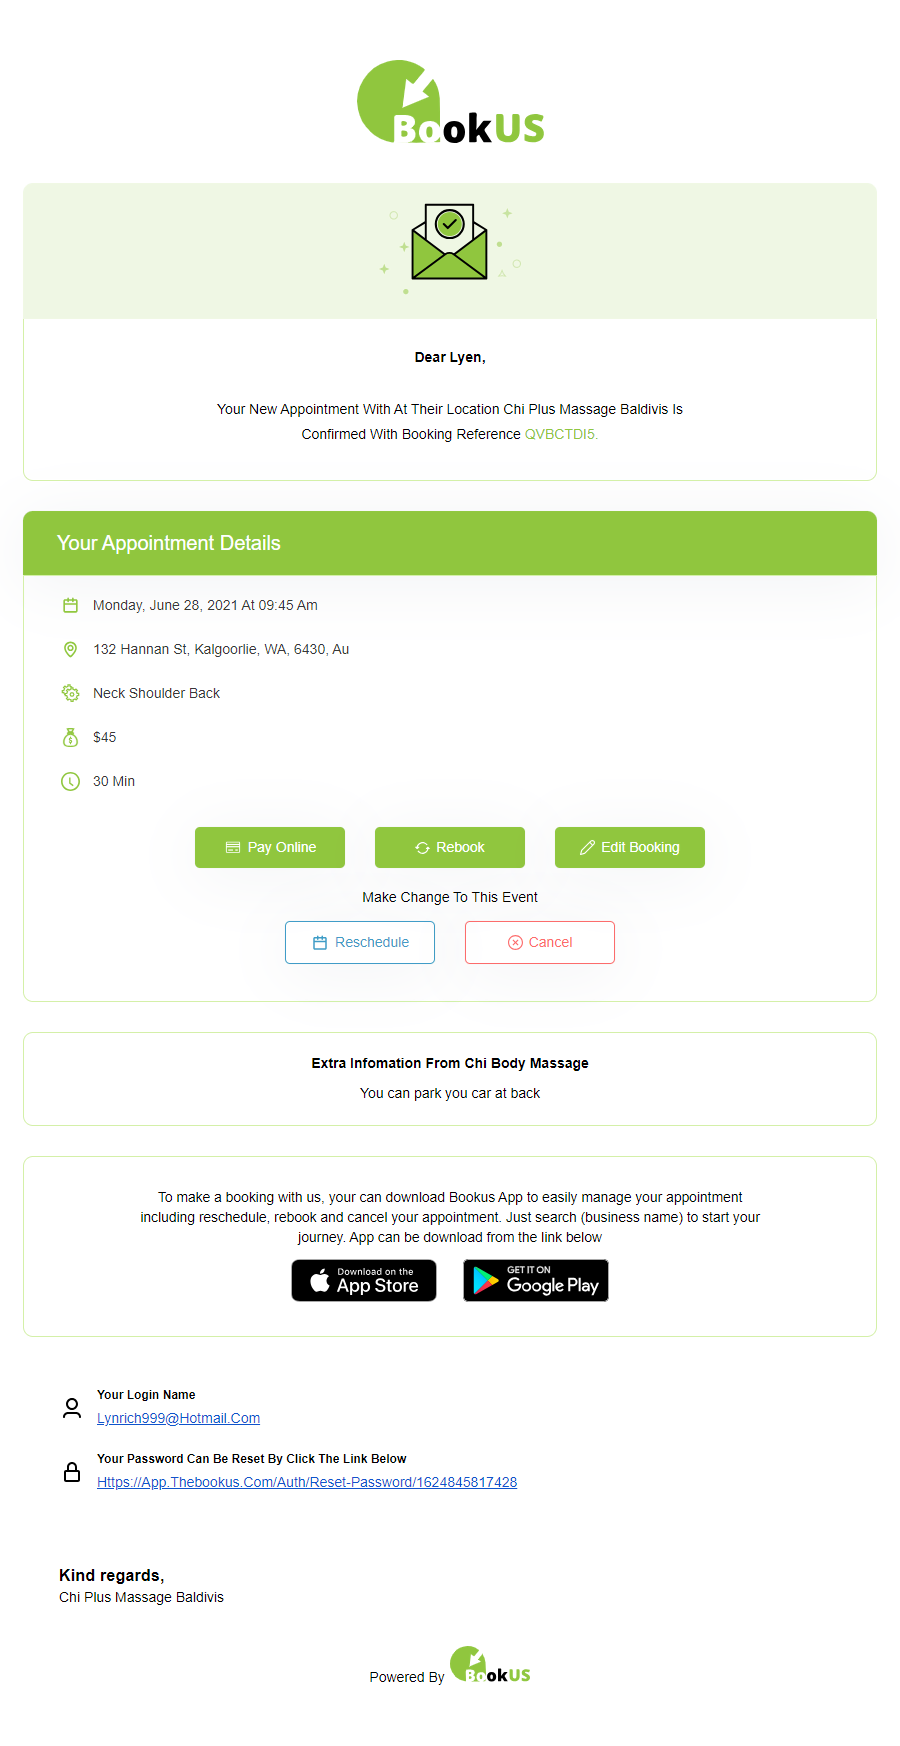 BookUS
Dear Lyen,
Your New Appointment With At Their Location Chi Plus Massage Baldivis Is
Confirmed With Booking Reference QVBCTDI5.
Your Appointment Details
Monday, June 28, 2021 At 09:45 Am
132 Hannan St, Kalgoorlie, WA, 6430, Au
Neck Shoulder Back
$45
30 Min
Pay Online Rebook Edit Booking
Make Change To This Event
Reschedule Cancel
Extra Infomation From Chi Body Massage
You can park you car at back
To make a booking with us, your can download Bookus App to easily manage your appointment
including reschedule, rebook and cancel your appointment. Just search (business name) to start your
journey. App can be download from the link below
Download on the
App Store
GET IT ON
Google Play
Your Login Name
Lynrich999@Hotmail.Com
Your Password Can Be Reset By Click The Link Below
Https://App.Thebookus.Com/Auth/Reset-Password/1624845817428
Kind regards,
Chi Plus Massage Baldivis
Powered By BookUS